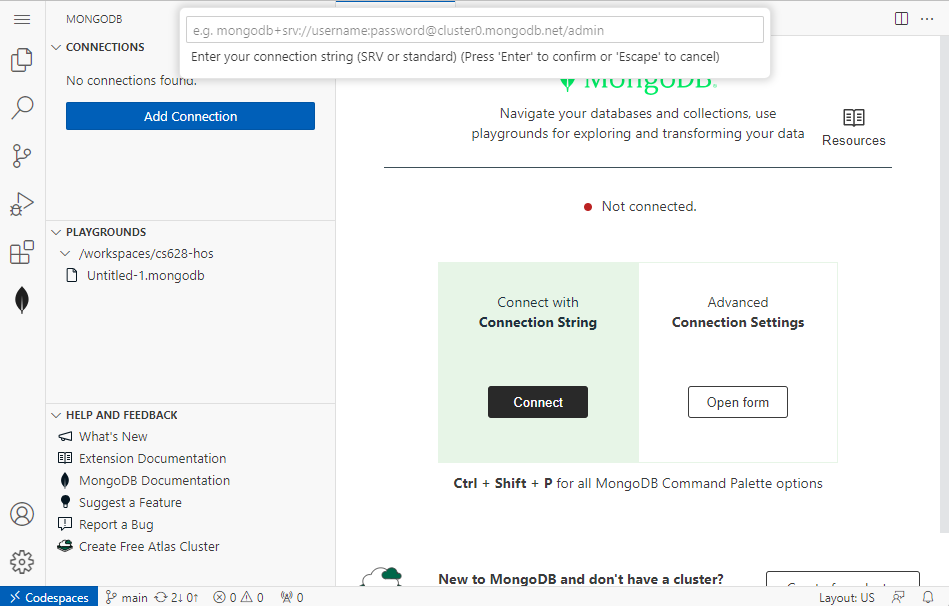 MONGODB
e.g. mongodb+srv://username:password@cluster0.mongodb.net/admin
Enter your connection string (SRV or standard) (Press 'Enter' to confirm or 'Escape' to cancel)
CONNECTIONS
No connections found.
Add Connection
PLAYGROUNDS
/workspaces/cs628-hos
Untitled-1.mongodb
HELP AND FEEDBACK
What's New
Extension Documentation
MongoDB Documentation
Suggest a Feature
Report a Bug
Create Free Atlas Cluster
MongoDB.
Navigate your databases and collections, use
playgrounds for exploring and transforming your data
Resources
Not connected.
Connect with
Connection String
Connect
Advanced
Connection Settings
Open form
Ctrl + Shift + P for all MongoDB Command Palette options
New to MongoDB and don't have a cluster?
Codespaces
main
2↓ 0↑
0
0
0
Layout: US